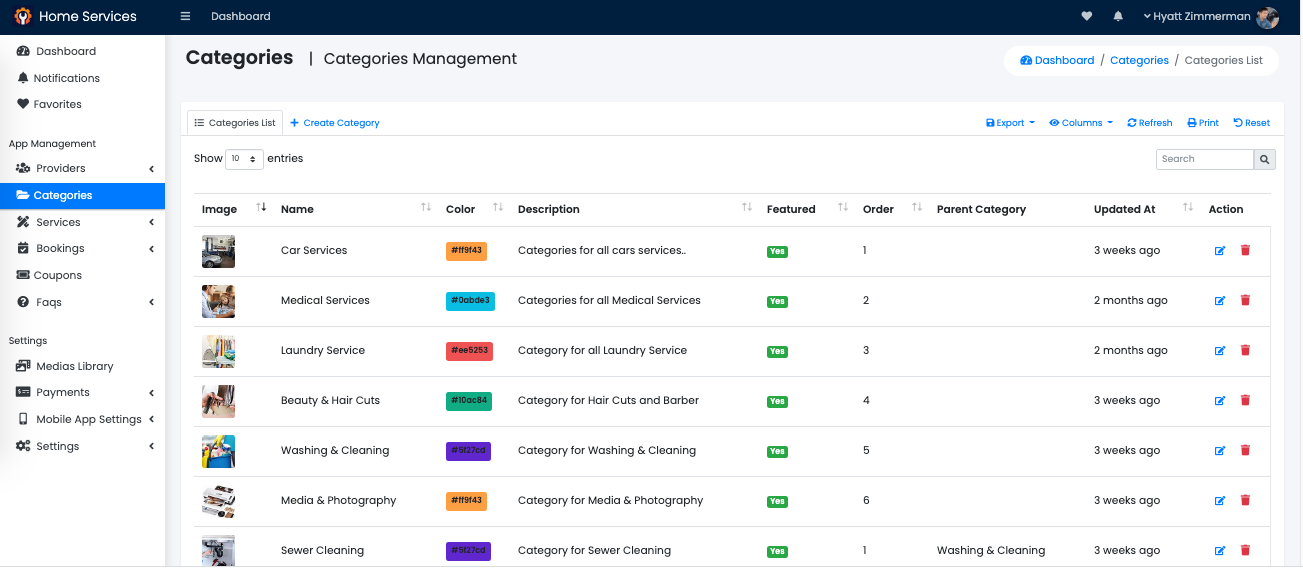 Home Services
Dashboard
Hyatt Zimmerman
Dashboard
Notifications
Favorites
App Management
Providers
Categories
Services
Bookings
Coupons
Faqs
Settings
Medias Library
Payments
Mobile App Settings
Settings
Categories | Categories Management
Dashboard / Categories / Categories List
Categories List + Create Category
Export Columns Refresh Print Reset
Show 10 entries
Search
Image Name Color Description Featured Order Parent Category Updated At Action
Car Services #ff9f43 Categories for all cars services.. Yes 1 3 weeks ago
Medical Services #0abde3 Categories for all Medical Services Yes 2 2 months ago
Laundry Service #ee5253 Category for all Laundry Service Yes 3 2 months ago
Beauty & Hair Cuts #10ac84 Category for Hair Cuts and Barber Yes 4 3 weeks ago
Washing & Cleaning #5f27cd Category for Washing & Cleaning Yes 5 3 weeks ago
Media & Photography #ff9f43 Category for Media & Photography Yes 6 3 weeks ago
Sewer Cleaning #5f27cd Category for Sewer Cleaning Yes 1 Washing & Cleaning 3 weeks ago